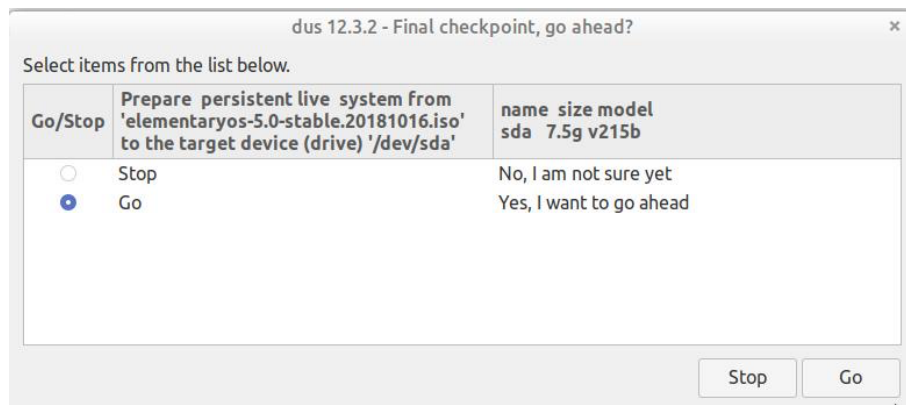 dus 12.3.2 - Final checkpoint, go ahead?
Select items from the list below.
Go/Stop
Prepare persistent live system from
'elementaryos-5.0-stable.20181016.iso'
to the target device (drive) '/dev/sda'
name size model
sda 7.5g v215b
Stop No, I am not sure yet
Go Yes, I want to go ahead
Stop Go